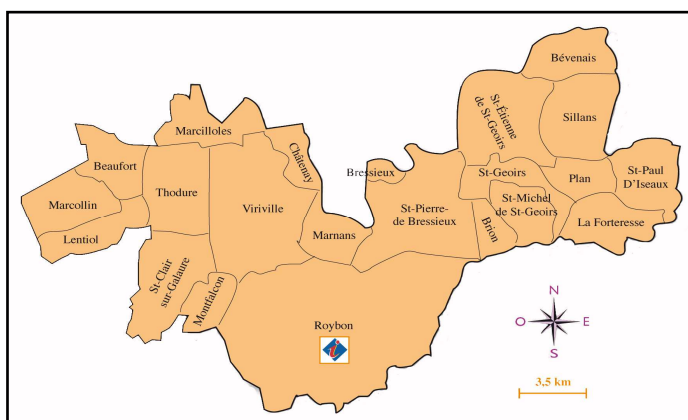 Bévenais
St-Étienne
de St-Geoirs
Sillans
Marcilloles
Châtenay
Beaufort
Bressieux
St-Geoirs
Plan
St-Paul
D'Iseaux
Thodure
Marcollin
Viriville
St-Pierre-
de Bressieux
St-Michel
de St-Geoirs
La Forteresse
Lentiol
Marnans
Brion
St-Clair
sur-Galaure
Montfalcon
Roybon
i
N
O
E
S
3,5 km